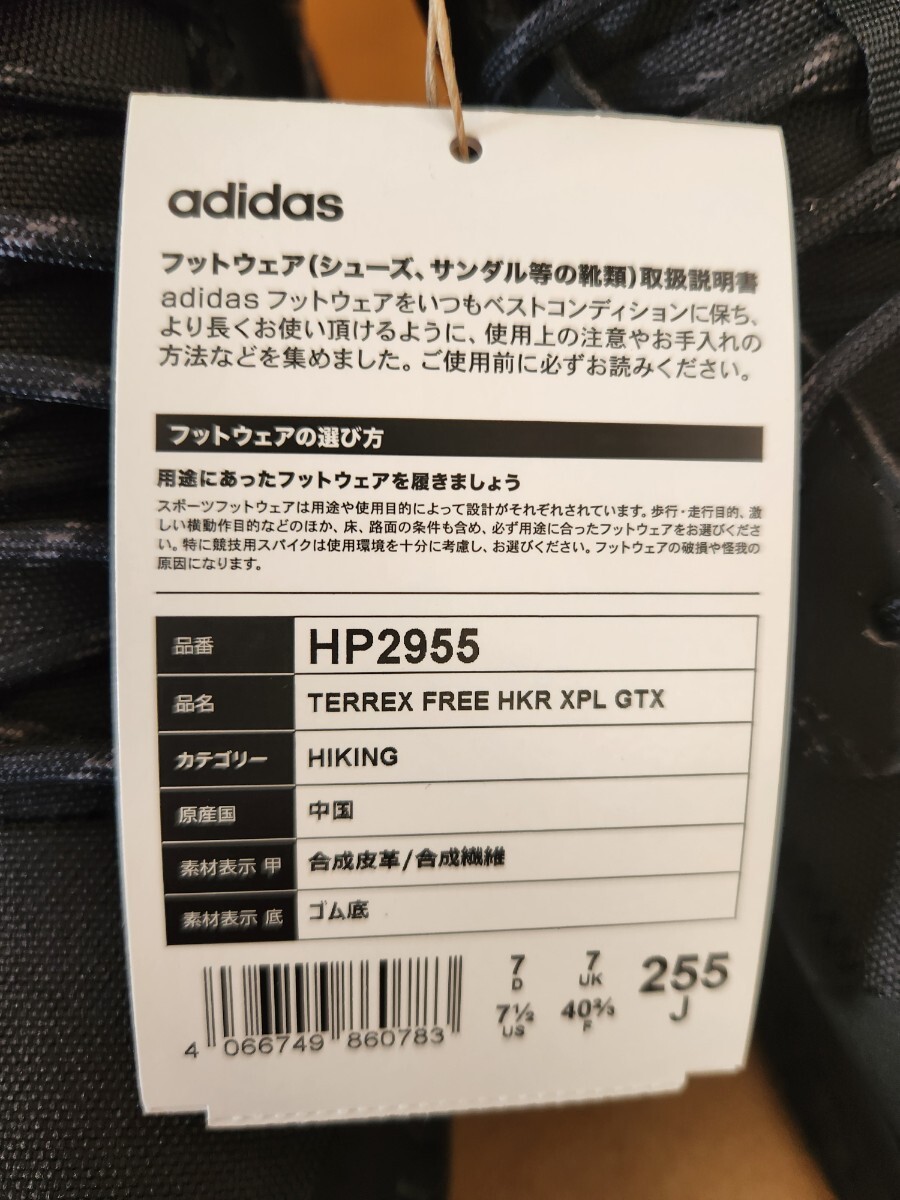 adidas
フットウェア(シューズ、サンダル等の靴類)取扱説明書
adidas フットウェアをいつもベストコンディションに保ち、
より長くお使い頂けるように、使用上の注意やお手入れの
方法などを集めました。ご使用前に必ずお読みください。
フットウェアの選び方
用途にあったフットウェアを履きましょう
スポーツフットウェアは用途や使用目的によって設計がそれぞれされています。歩行・走行目的、激
しい横動作目的などのほか、床、路面の条件も含め、必ず用途に合ったフットウェアをお選びくださ
い。特に競技用スパイクは使用環境を十分に考慮し、お選びください。フットウェアの破損や怪我の
原因になります。
品番 HP2955
品名 TERREX FREE HKR XPL GTX
カテゴリー HIKING
原産国 中国
素材表示 甲 合成皮革/合成繊維
素材表示 底 ゴム底
7 7 255
D UK J
7½ 40⅔
US F
4 066749 860783